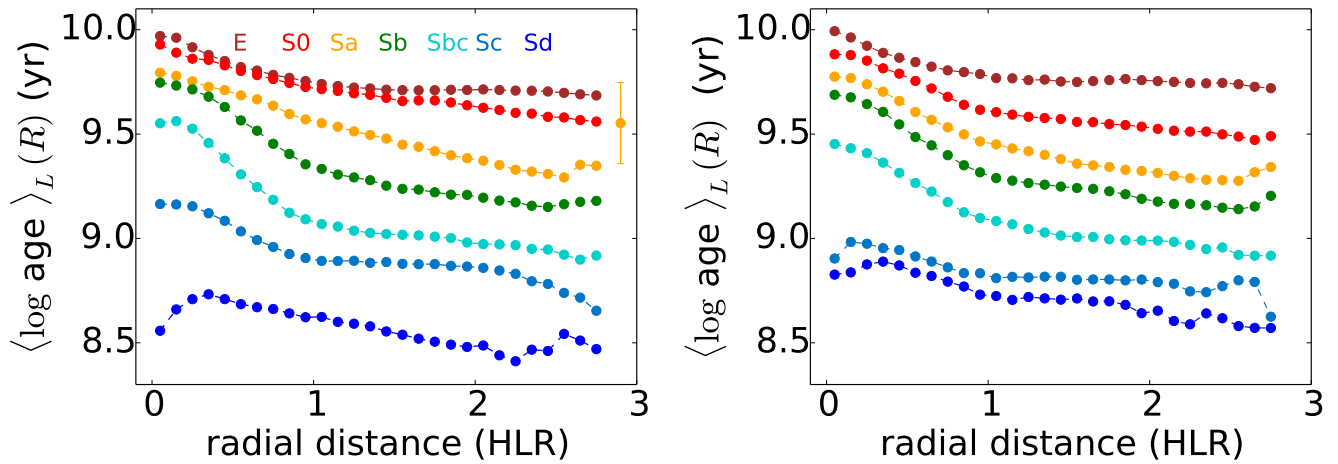 ⟨log age ⟩_L (R) (yr)
10.0
9.5
9.0
8.5
E S0 Sa Sb Sbc Sc Sd
0 1 2 3
radial distance (HLR)
⟨log age ⟩_L (R) (yr)
10.0
9.5
9.0
8.5
0 1 2 3
radial distance (HLR)